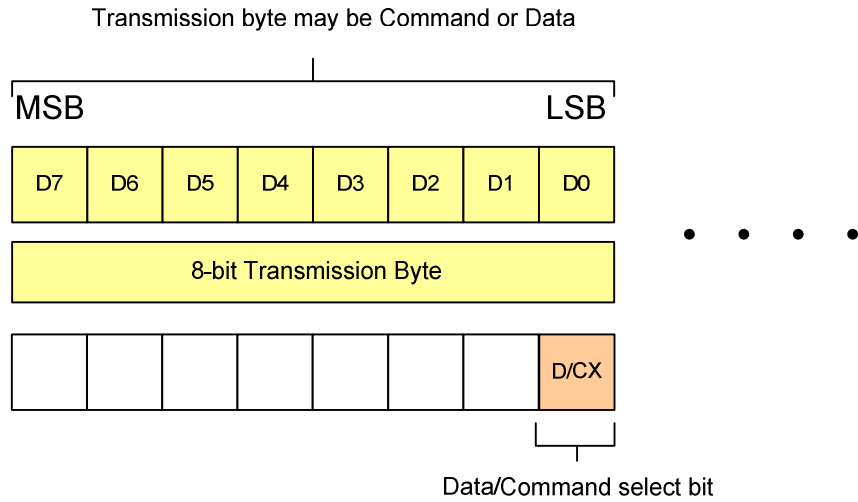 Transmission byte may be Command or Data
MSB LSB
D7 D6 D5 D4 D3 D2 D1 D0
8-bit Transmission Byte
D/CX
Data/Command select bit